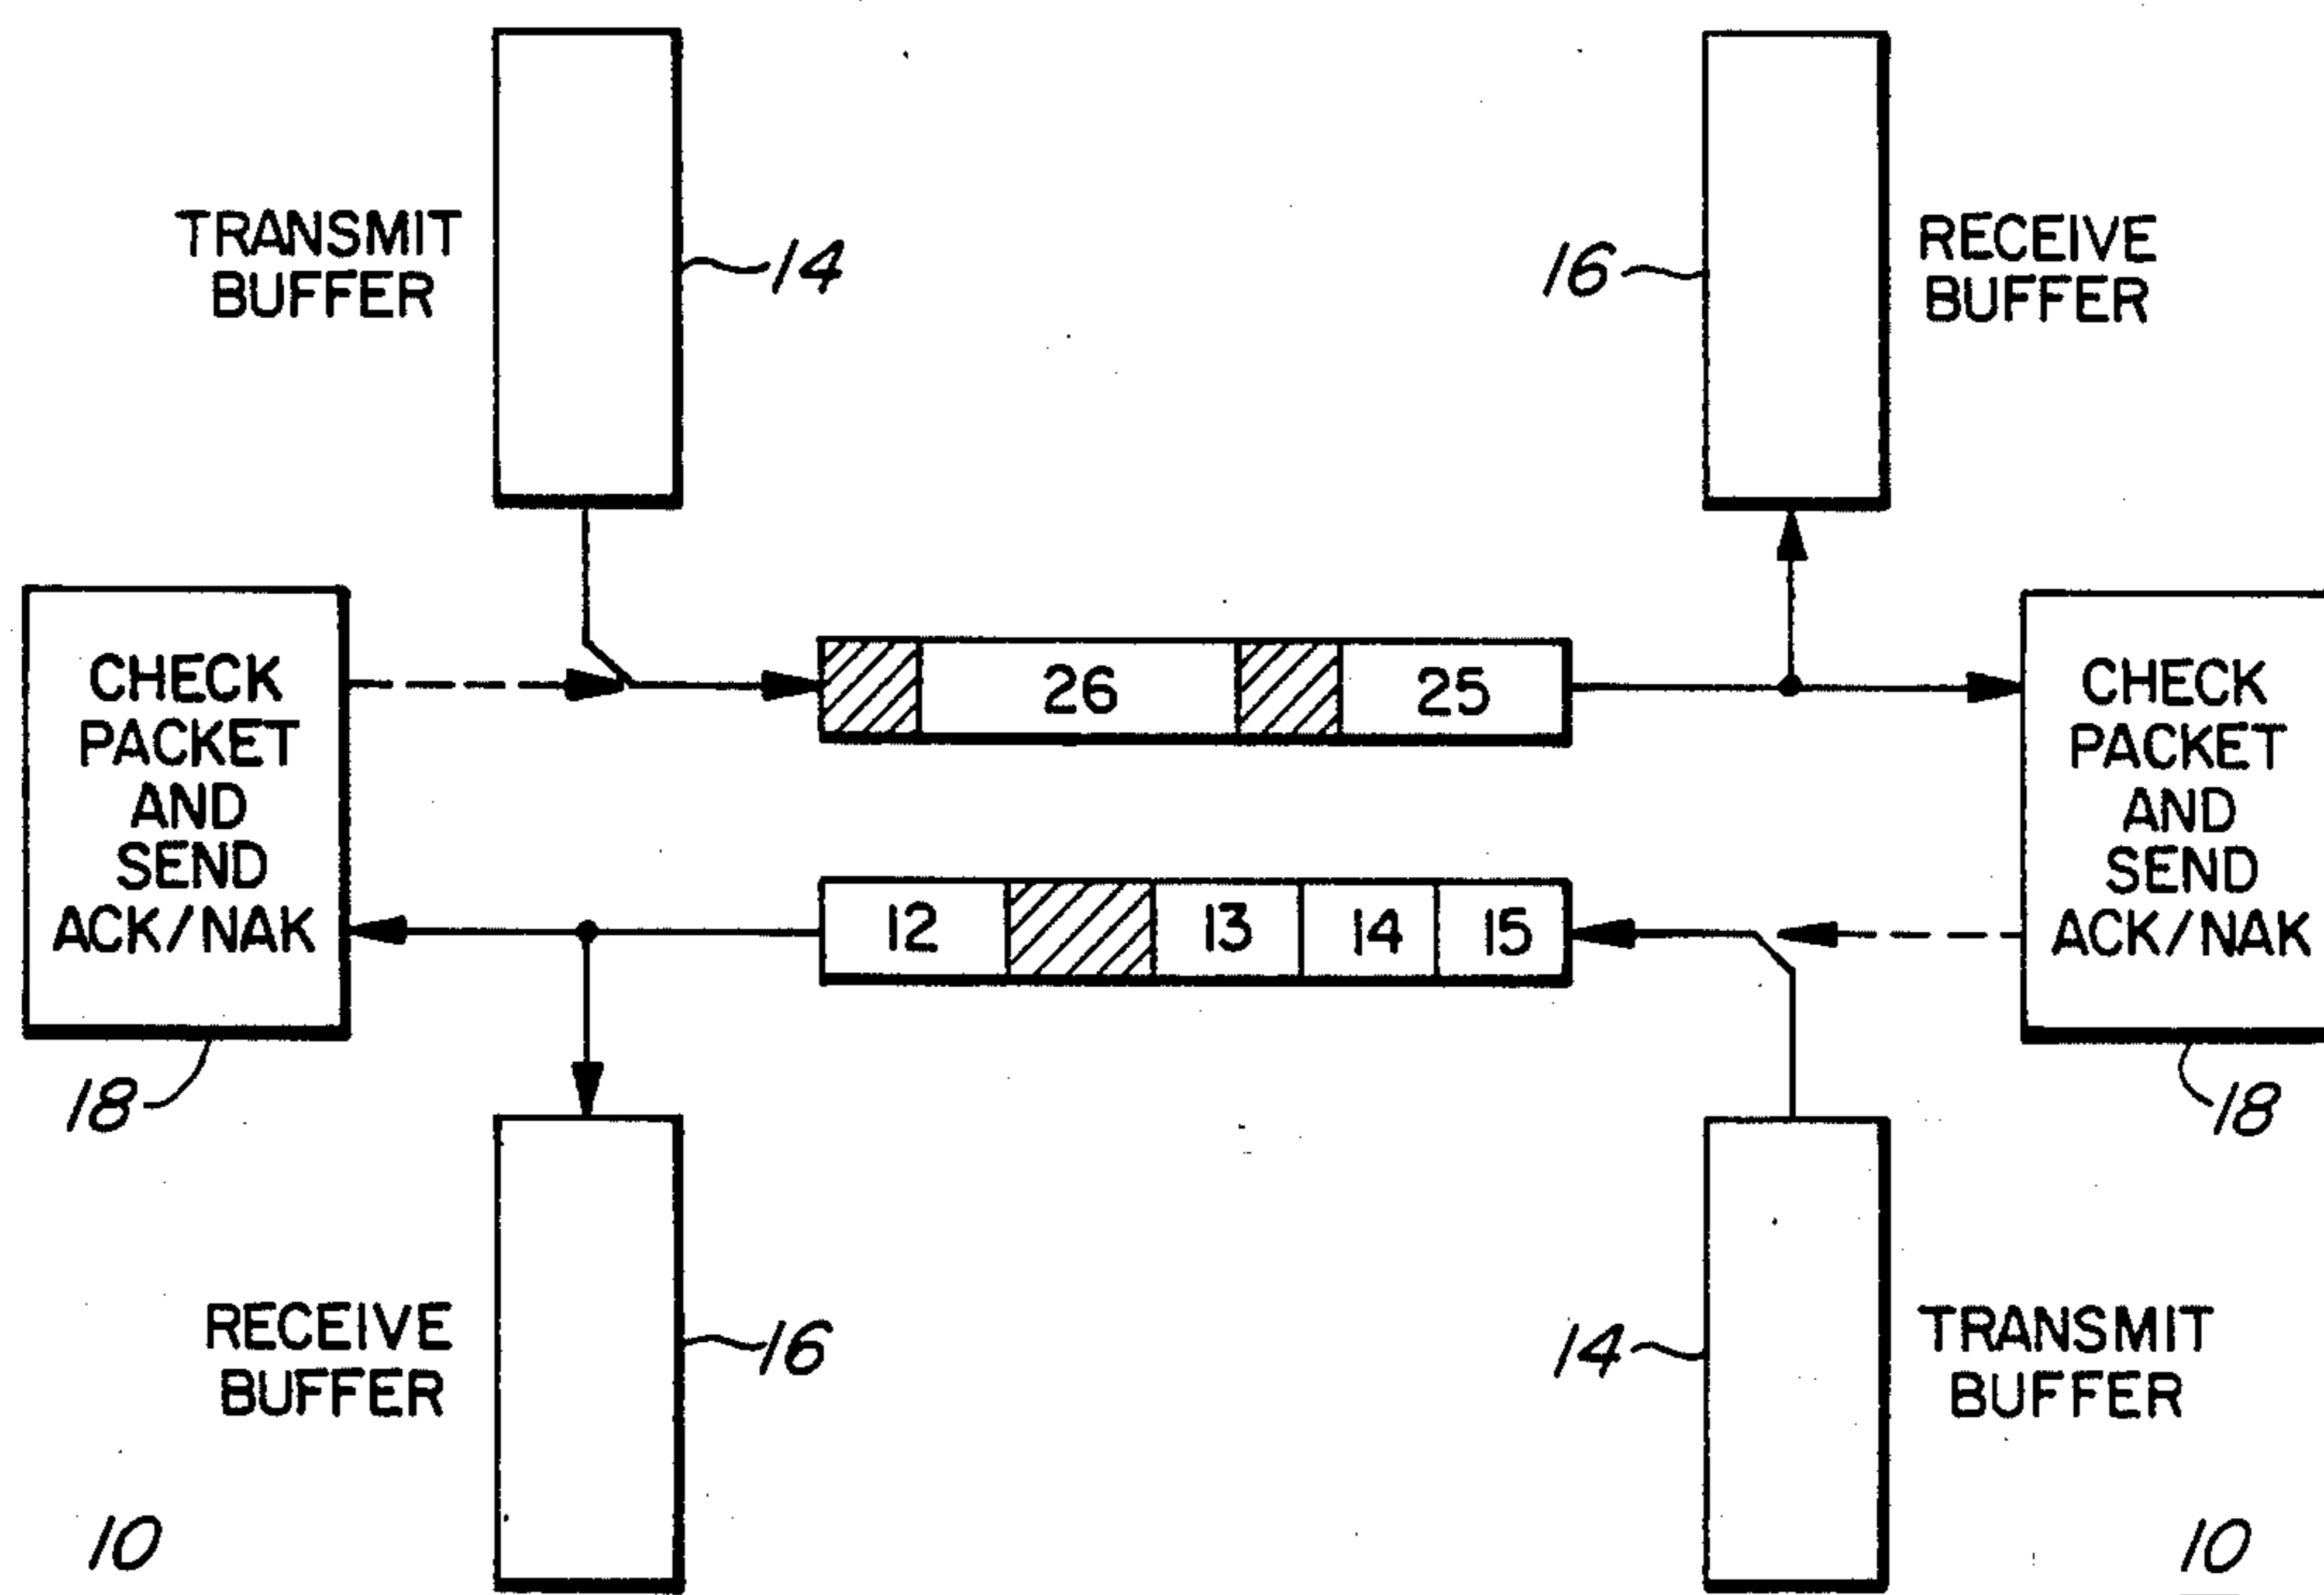 TRANSMIT
BUFFER
14
16
RECEIVE
BUFFER
CHECK
PACKET
AND
SEND
ACK/NAK
18
26
25
12
13
14
15
CHECK
PACKET
AND
SEND
ACK/NAK
18
RECEIVE
BUFFER
16
14
TRANSMIT
BUFFER
10
10